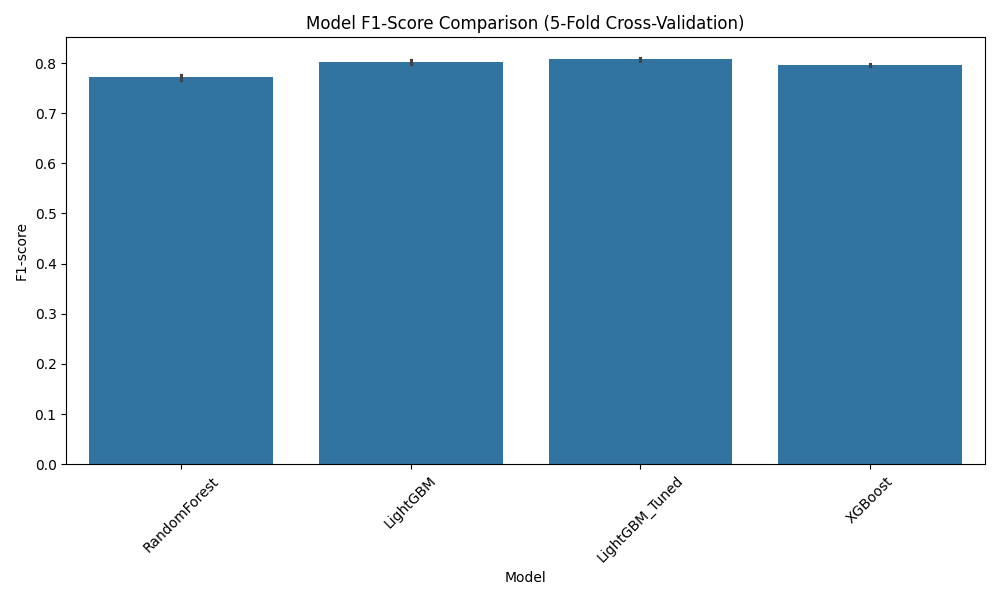 Model F1-Score Comparison (5-Fold Cross-Validation)
0.8
0.7
0.6
0.5
0.4
0.3
0.2
0.1
0.0
F1-score
RandomForest
LightGBM
LightGBM_Tuned
XGBoost
Model